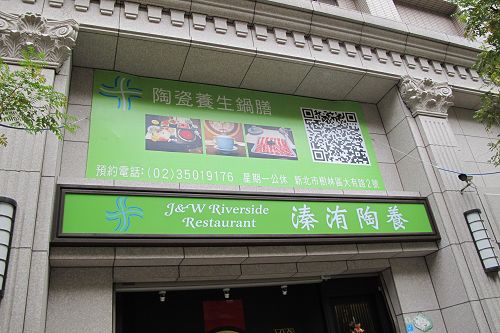 陶瓷養生鍋膳
預約電話:(02)35019176 星期一公休 新北市樹林區大有路2號
J&W Riverside
Restaurant
溱洧陶養